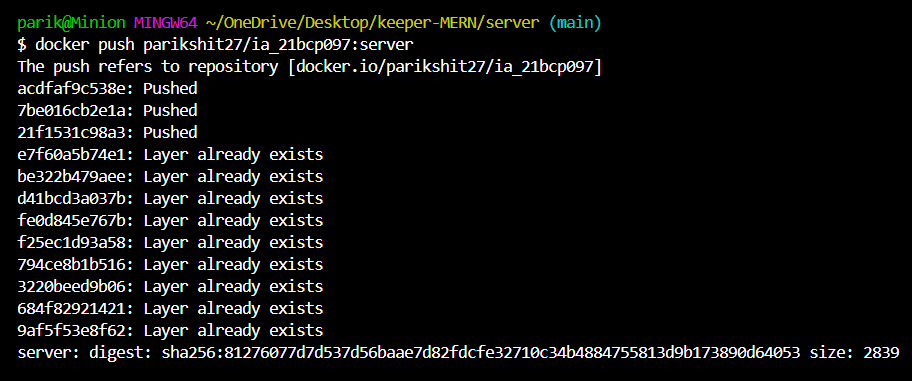 parik@Minion MINGW64 ~/OneDrive/Desktop/keeper-MERN/server (main)
$ docker push parikshit27/ia_21bcp097:server
The push refers to repository [docker.io/parikshit27/ia_21bcp097]
acdfaf9c538e: Pushed
7be016cb2e1a: Pushed
21f1531c98a3: Pushed
e7f60a5b74e1: Layer already exists
be322b479aee: Layer already exists
d41bcd3a037b: Layer already exists
fe0d845e767b: Layer already exists
f25ec1d93a58: Layer already exists
794ce8b1b516: Layer already exists
3220beed9b06: Layer already exists
684f82921421: Layer already exists
9af5f53e8f62: Layer already exists
server: digest: sha256:81276077d7d537d56baae7d82fdcfe32710c34b4884755813d9b173890d64053 size: 2839